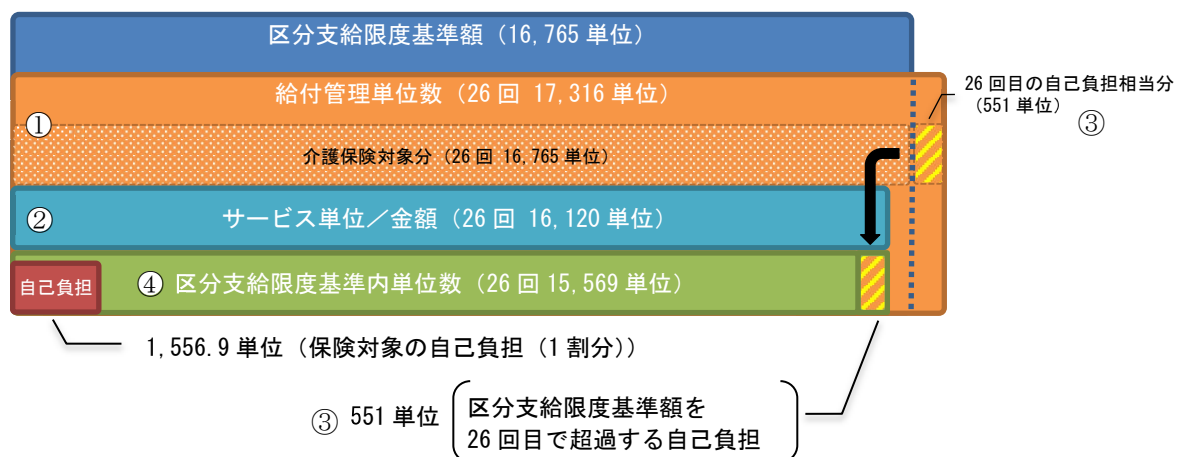 区分支給限度基準額（16,765 単位）
給付管理単位数（26 回 17,316 単位）
26 回目の自己負担相当分
（551 単位）
③
①
介護保険対象分（26 回 16,765 単位）
② サービス単位／金額（26 回 16,120 単位）
自己負担
④ 区分支給限度基準内単位数（26 回 15,569 単位）
1,556.9 単位（保険対象の自己負担（1 割分））
③ 551 単位
区分支給限度基準額を
26 回目で超過する自己負担